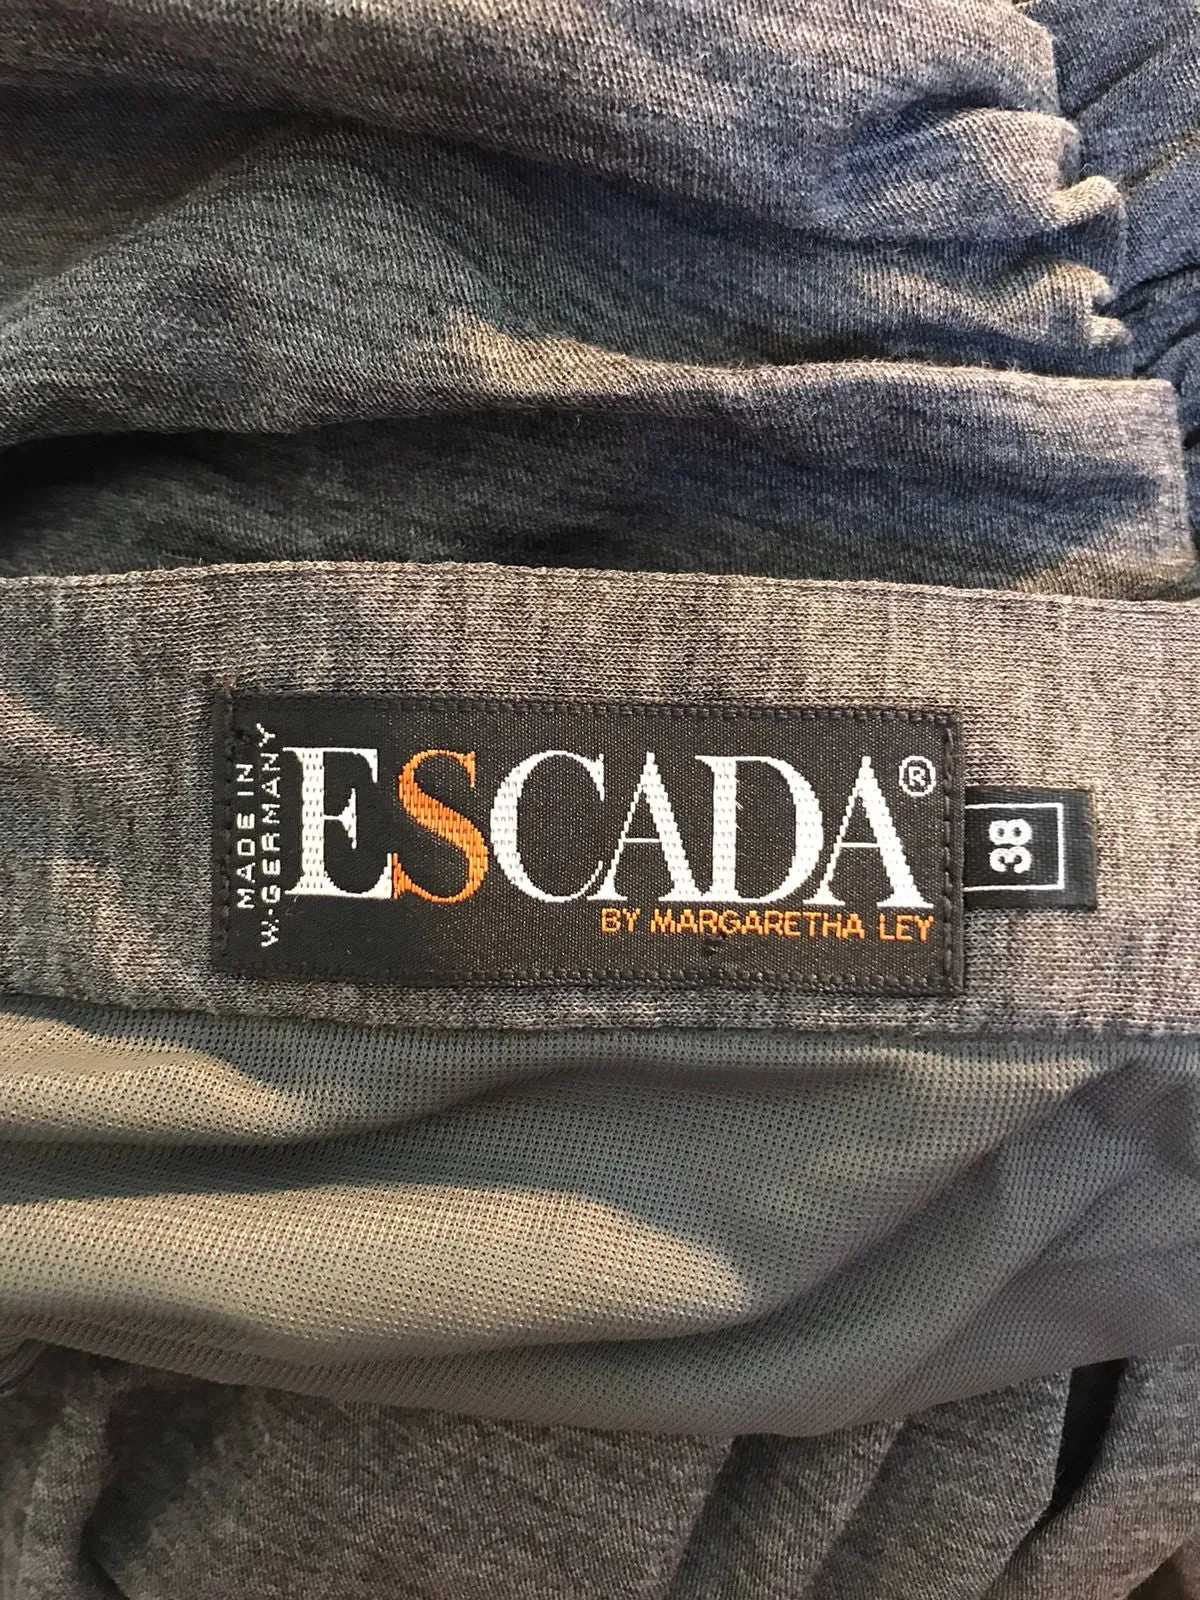 MADE IN
W.GERMANY
ESCADA®
BY MARGARETHA LEY
38